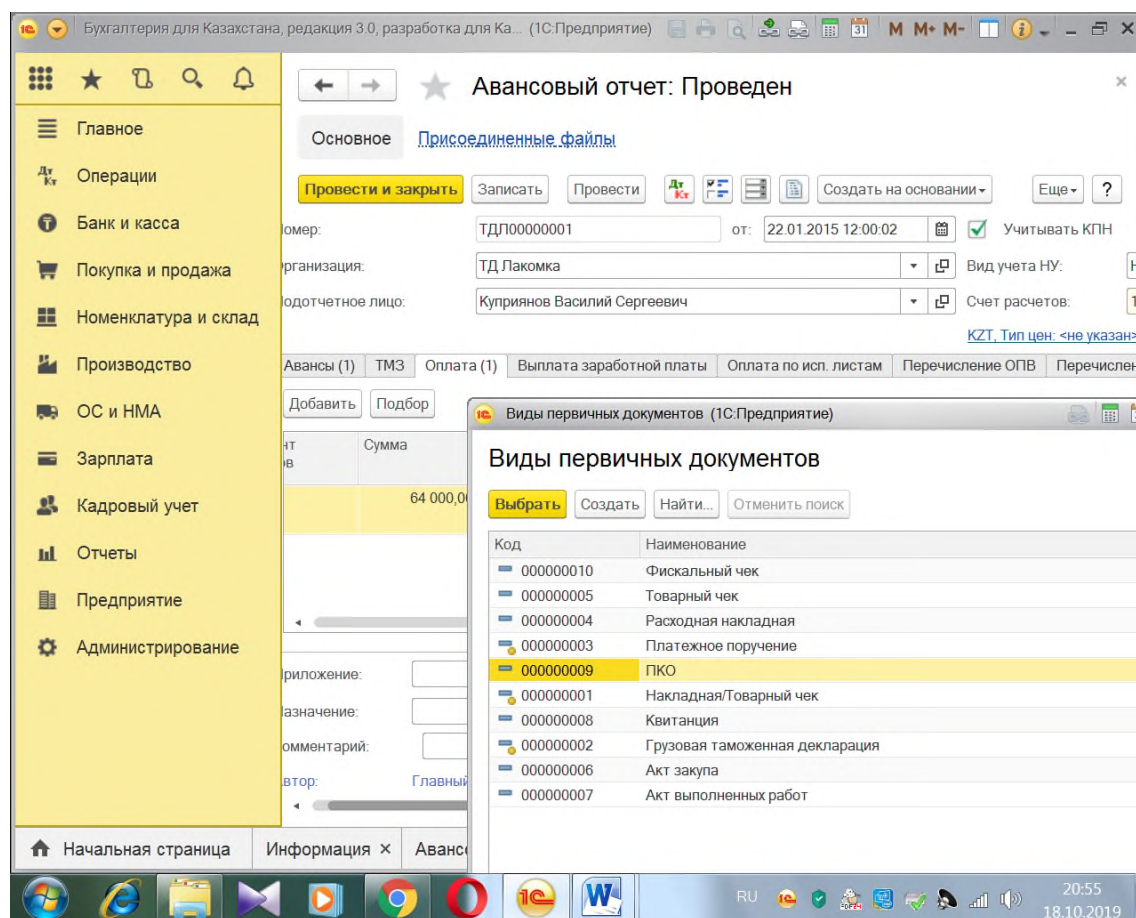 Бухгалтерия для Казахстана, редакция 3.0, разработка для Ка... (1С:Предприятие) M M+ M-
Авансовый отчет: Проведен
Основное Присоединенные файлы
Провести и закрыть Записать Провести Дт Кт Создать на основании Еще ?
Главное
Операции
Банк и касса
Покупка и продажа
Номенклатура и склад
Производство
ОС и НМА
Зарплата
Кадровый учет
Отчеты
Предприятие
Администрирование
омер: ТДЛ00000001 от: 22.01.2015 12:00:02 Учитывать КПН
рганизация: ТД Лакомка Вид учета НУ: Н
одотчетное лицо: Куприянов Василий Сергеевич Счет расчетов: 1
KZT, Тип цен: <не указан>
Авансы (1) ТМЗ Оплата (1) Выплата заработной платы Оплата по исп. листам Перечисление ОПВ Перечислен
Добавить Подбор
нт
ов
Сумма
64 000,0
риложение:
азначение:
омментарий:
втор: Главный
Виды первичных документов (1С:Предприятие)
Виды первичных документов
Выбрать Создать Найти... Отменить поиск
Код Наименование
000000010 Фискальный чек
000000005 Товарный чек
000000004 Расходная накладная
000000003 Платежное поручение
000000009 ПКО
000000001 Накладная/Товарный чек
000000008 Квитанция
000000002 Грузовая таможенная декларация
000000006 Акт закупа
000000007 Акт выполненных работ
Начальная страница Информация × Аванс
RU 20:55
18.10.2019